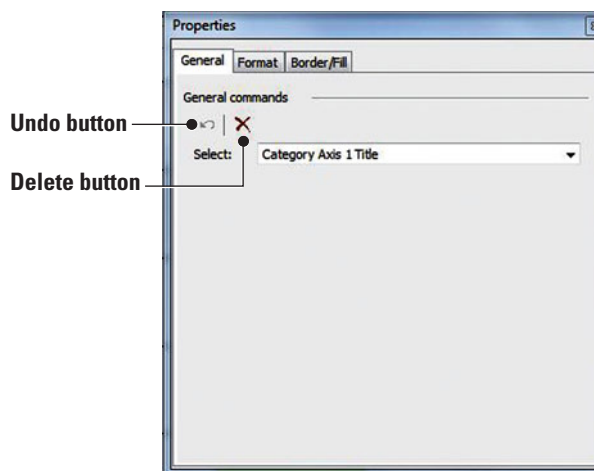 Properties
General Format Border/Fill
General commands
Undo button
Select: Category Axis 1 Title
Delete button